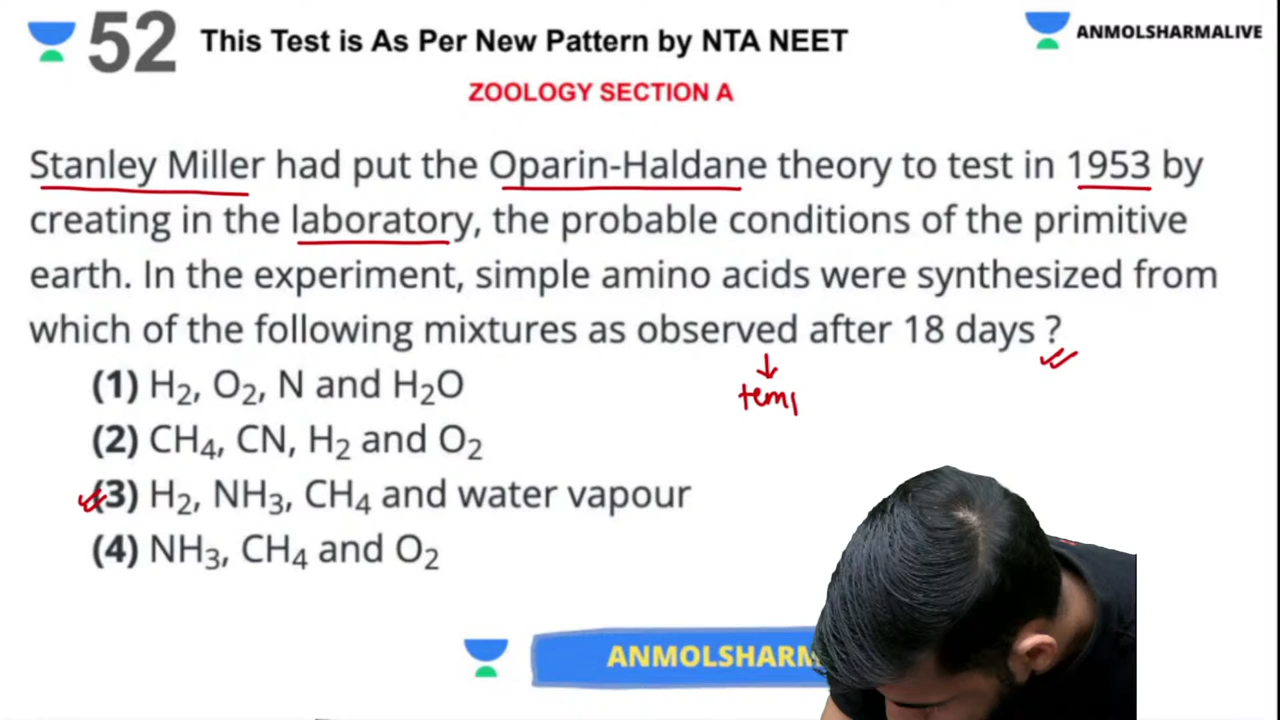 52 This Test is As Per New Pattern by NTA NEET ANMOLSHARMALIVE
ZOOLOGY SECTION A
Stanley Miller had put the Oparin-Haldane theory to test in 1953 by
creating in the laboratory, the probable conditions of the primitive
earth. In the experiment, simple amino acids were synthesized from
which of the following mixtures as observed after 18 days ?
(1) H₂, O₂, N and H₂O
tem
(2) CH₄, CN, H₂ and O₂
(3) H₂, NH₃, CH₄ and water vapour
(4) NH₃, CH₄ and O₂
ANMOLSHARM